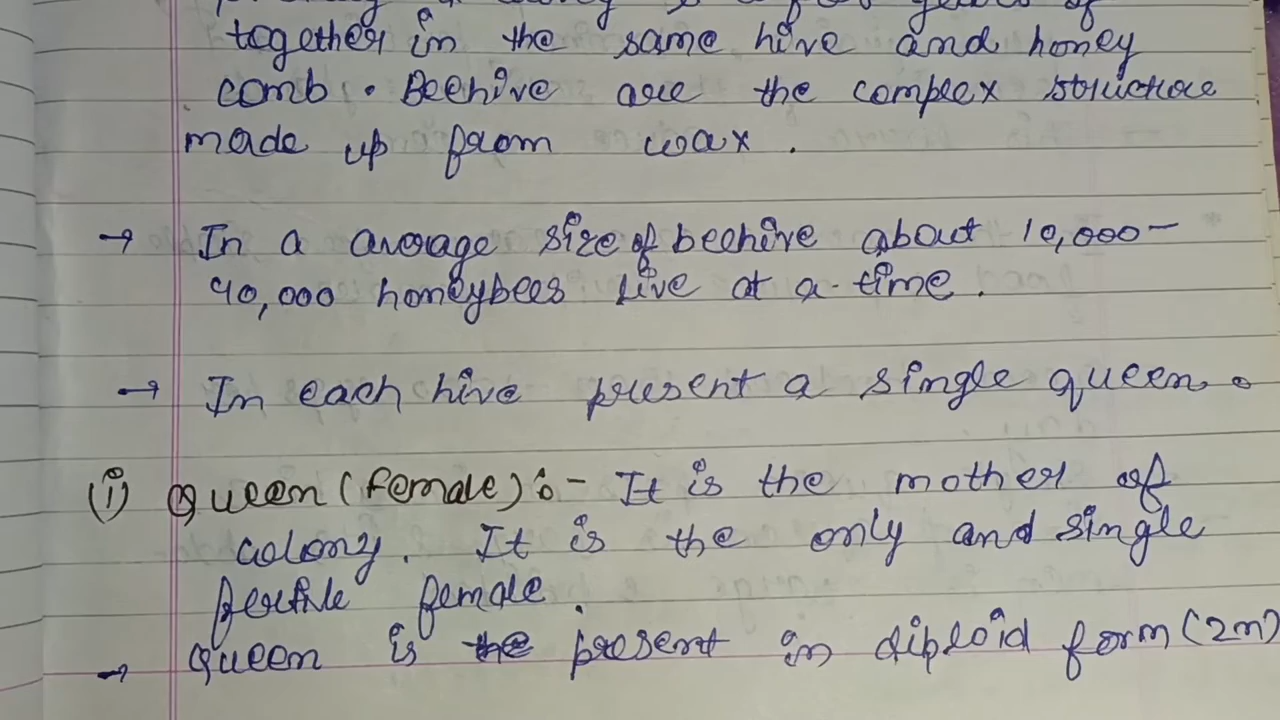 together in the same hive and honey
comb. Beehive are the complex structure
made up from wax.
→ In a average size of beehive about 10,000-
40,000 honeybees live at a time.
→ In each hive present a single queen.
(i) Queen (female):- It is the mother of
colony. It is the only and single
fertile female.
→ Queen is the present in diploid form (2n)